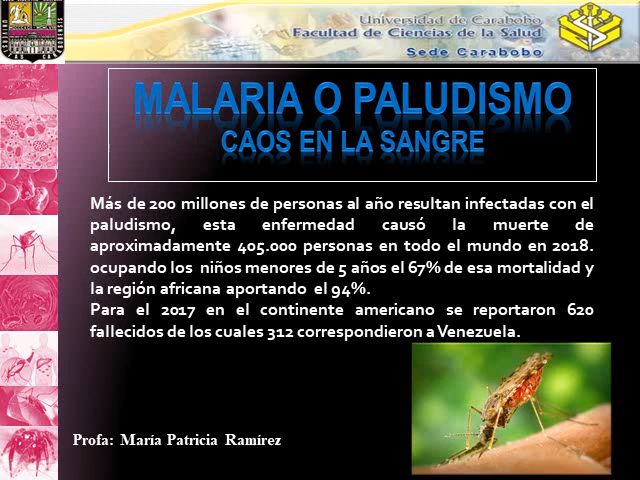 Universidad de Carabobo
Facultad de Ciencias de la Salud
Sede Carabobo
MALARIA O PALUDISMO
CAOS EN LA SANGRE
Más de 200 millones de personas al año resultan infectadas con el
paludismo, esta enfermedad causó la muerte de
aproximadamente 405.000 personas en todo el mundo en 2018.
ocupando los niños menores de 5 años el 67% de esa mortalidad y
la región africana aportando el 94%.
Para el 2017 en el continente americano se reportaron 620
fallecidos de los cuales 312 correspondieron a Venezuela.
Profa: María Patricia Ramírez